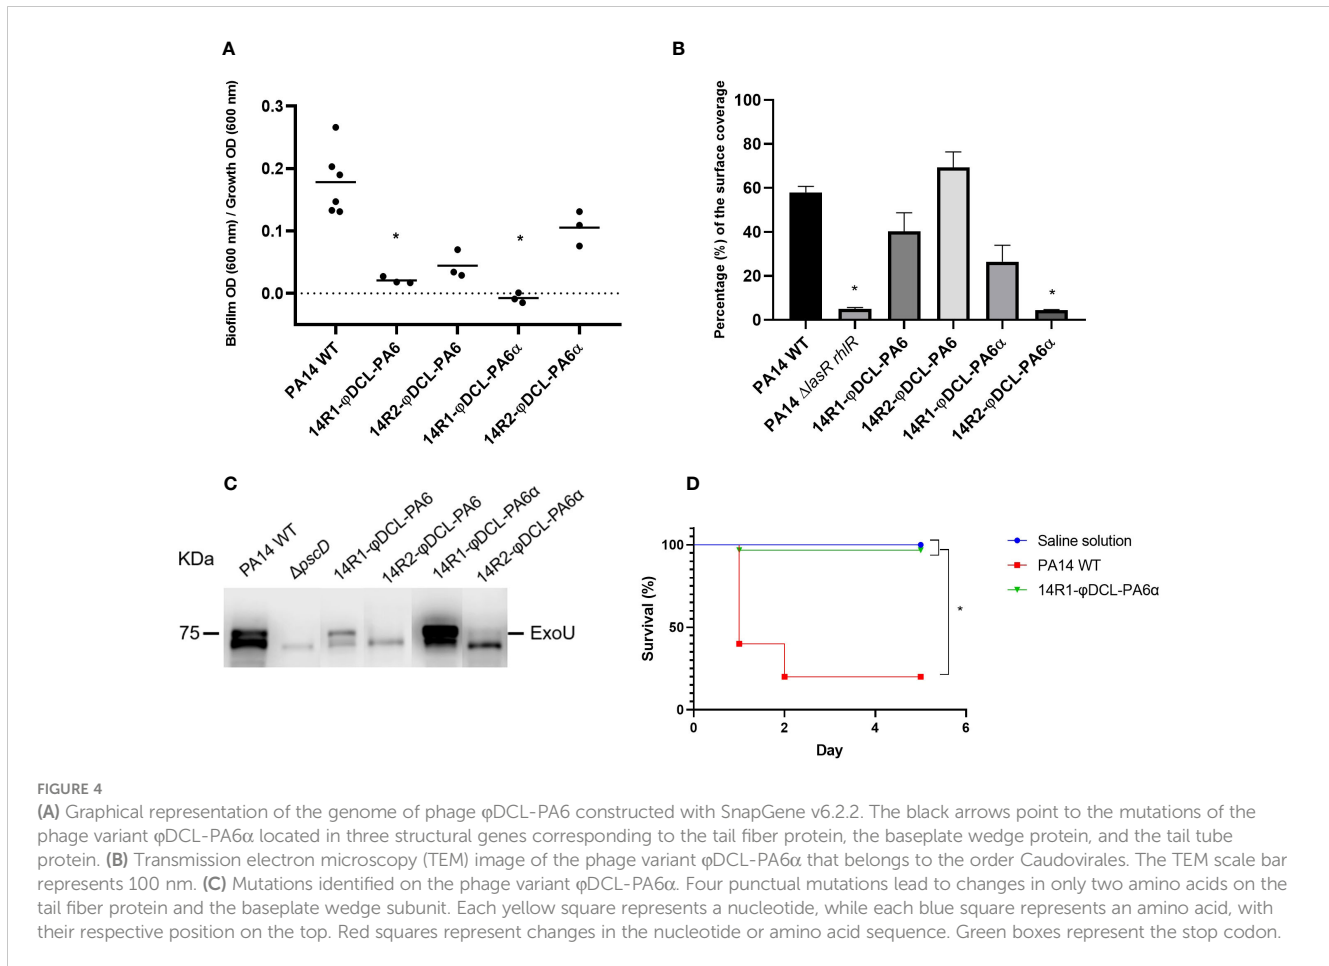 A
Biofilm OD (600 nm) / Growth OD (600 nm)
0.3
0.2
0.1
0.0
*
*
PA14 WT
14R1-φDCL-PA6
14R2-φDCL-PA6
14R1-φDCL-PA6α
14R2-φDCL-PA6α
B
Percentage (%) of the surface coverage
100
80
60
40
20
0
*
*
PA14 WT
PA14 ΔlasR rhlR
14R1-φDCL-PA6
14R2-φDCL-PA6
14R1-φDCL-PA6α
14R2-φDCL-PA6α
C
KDa
PA14 WT
ΔpscD
14R1-φDCL-PA6
14R2-φDCL-PA6
14R1-φDCL-PA6α
14R2-φDCL-PA6α
75
ExoU
D
Survival (%)
100
50
0
0
2
4
6
Day
*
Saline solution
PA14 WT
14R1-φDCL-PA6α
FIGURE 4
(A) Graphical representation of the genome of phage φDCL-PA6 constructed with SnapGene v6.2.2. The black arrows point to the mutations of the
phage variant φDCL-PA6α located in three structural genes corresponding to the tail fiber protein, the baseplate wedge protein, and the tail tube
protein. (B) Transmission electron microscopy (TEM) image of the phage variant φDCL-PA6α that belongs to the order Caudovirales. The TEM scale bar
represents 100 nm. (C) Mutations identified on the phage variant φDCL-PA6α. Four punctual mutations lead to changes in only two amino acids on the
tail fiber protein and the baseplate wedge subunit. Each yellow square represents a nucleotide, while each blue square represents an amino acid, with
their respective position on the top. Red squares represent changes in the nucleotide or amino acid sequence. Green boxes represent the stop codon.